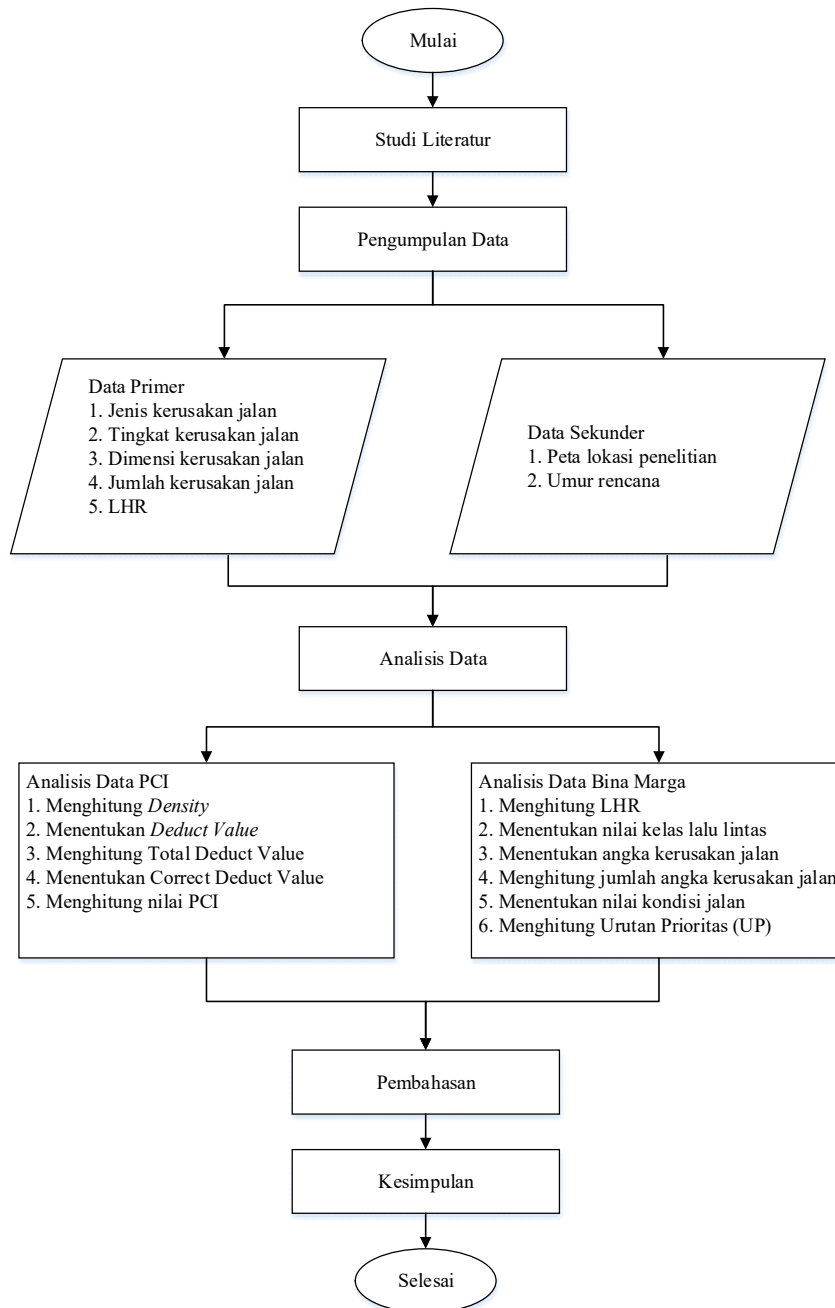 Mulai
Studi Literatur
Pengumpulan Data
Data Primer
1. Jenis kerusakan jalan
2. Tingkat kerusakan jalan
3. Dimensi kerusakan jalan
4. Jumlah kerusakan jalan
5. LHR
Data Sekunder
1. Peta lokasi penelitian
2. Umur rencana
Analisis Data
Analisis Data PCI
1. Menghitung Density
2. Menentukan Deduct Value
3. Menghitung Total Deduct Value
4. Menentukan Correct Deduct Value
5. Menghitung nilai PCI
Analisis Data Bina Marga
1. Menghitung LHR
2. Menentukan nilai kelas lalu lintas
3. Menentukan angka kerusakan jalan
4. Menghitung jumlah angka kerusakan jalan
5. Menentukan nilai kondisi jalan
6. Menghitung Urutan Prioritas (UP)
Pembahasan
Kesimpulan
Selesai